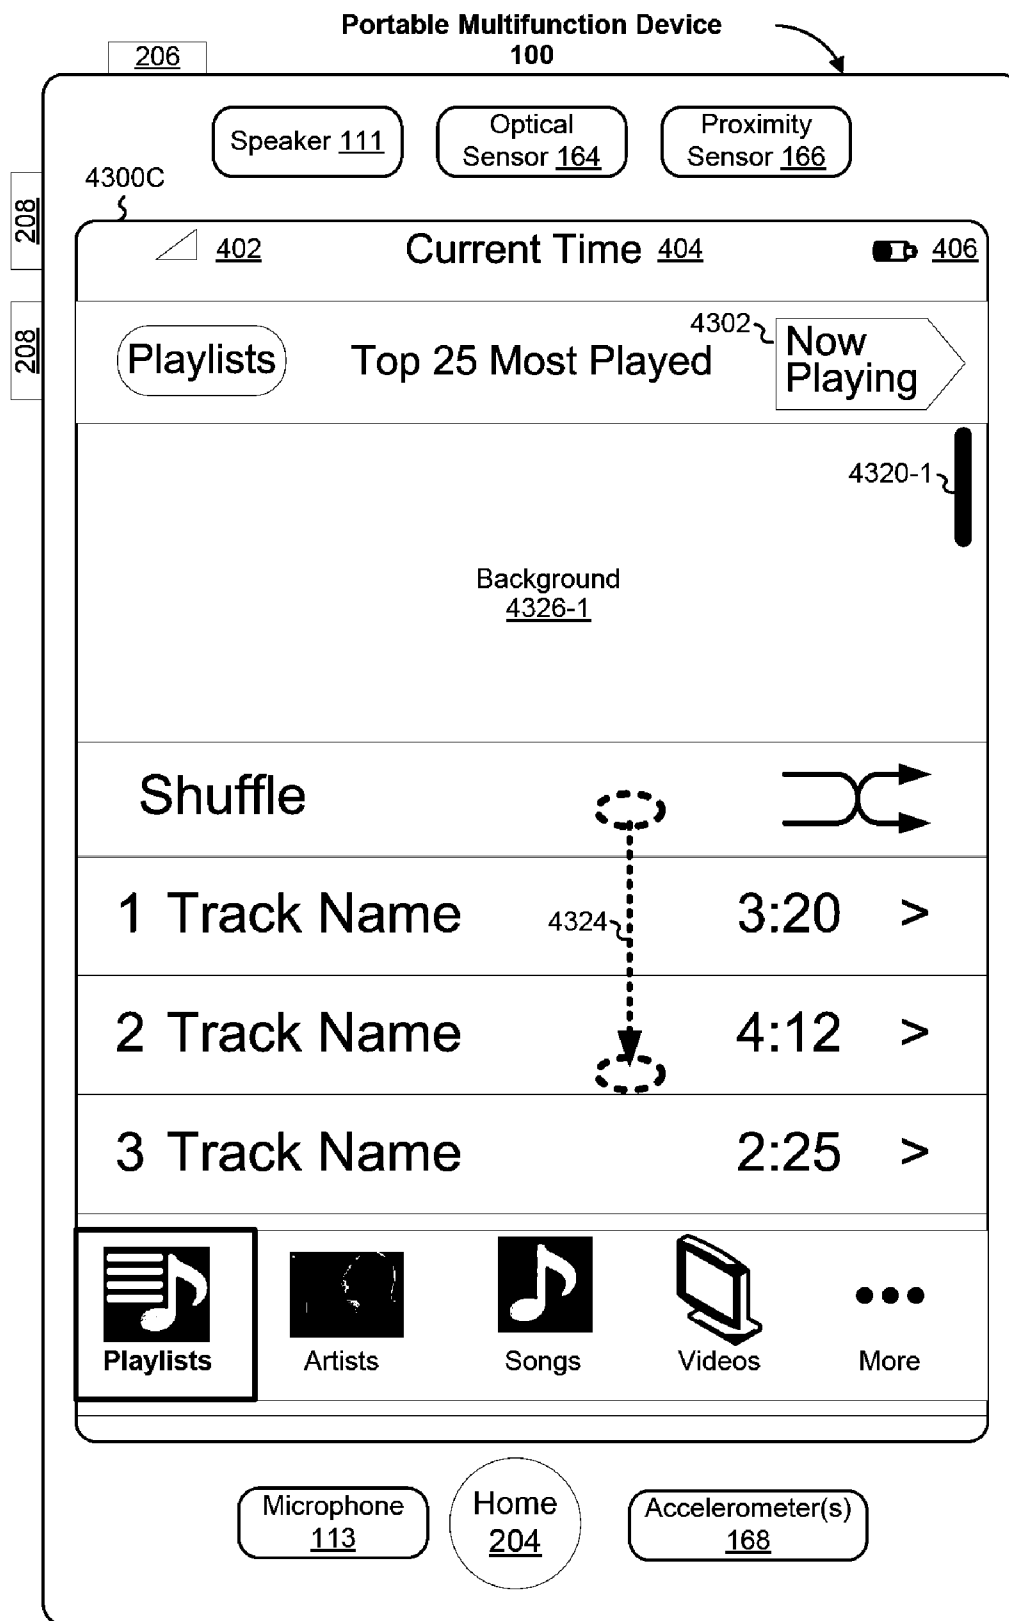 Portable Multifunction Device
100
206
Speaker 111
Optical
Sensor 164
Proximity
Sensor 166
4300C
208
402
Current Time 404
406
208
Playlists
Top 25 Most Played
4302
Now
Playing
4320-1
Background
4326-1
Shuffle
1 Track Name 3:20 >
4324
2 Track Name 4:12 >
3 Track Name 2:25 >
Playlists
Artists
Songs
Videos
More
Microphone
113
Home
204
Accelerometer(s)
168